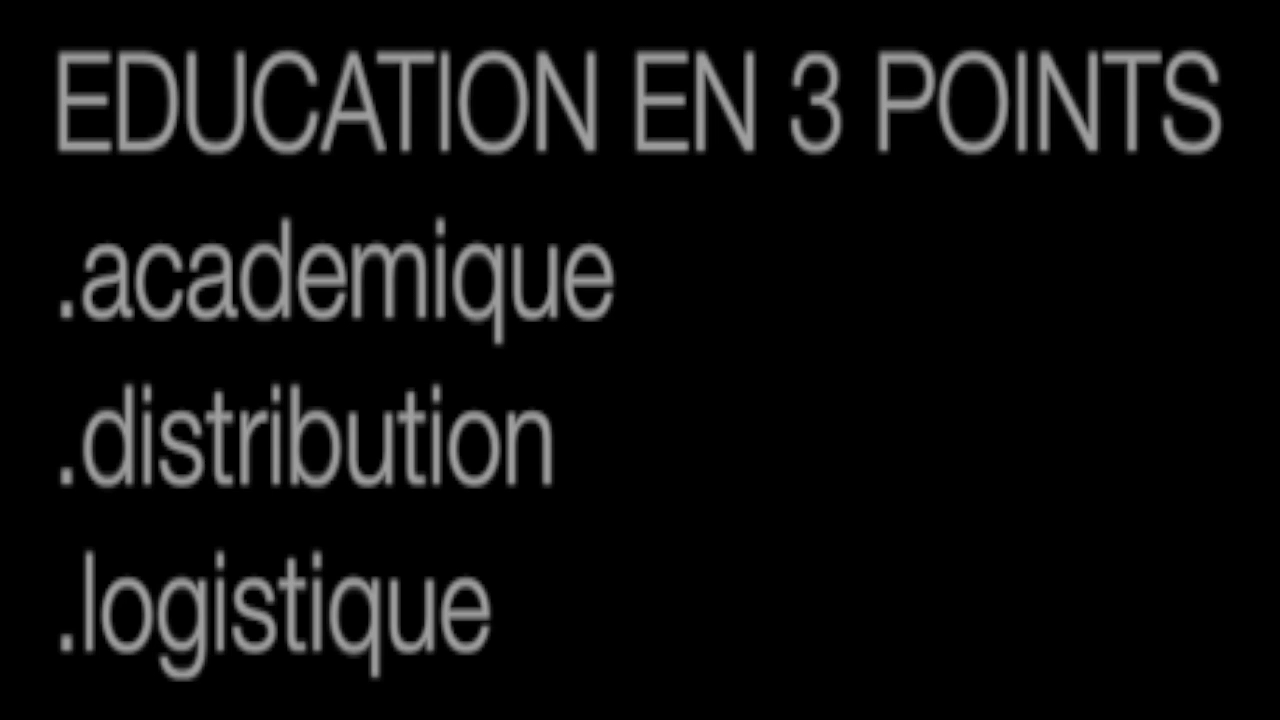 EDUCATION EN 3 POINTS
.academique
.distribution
.logistique